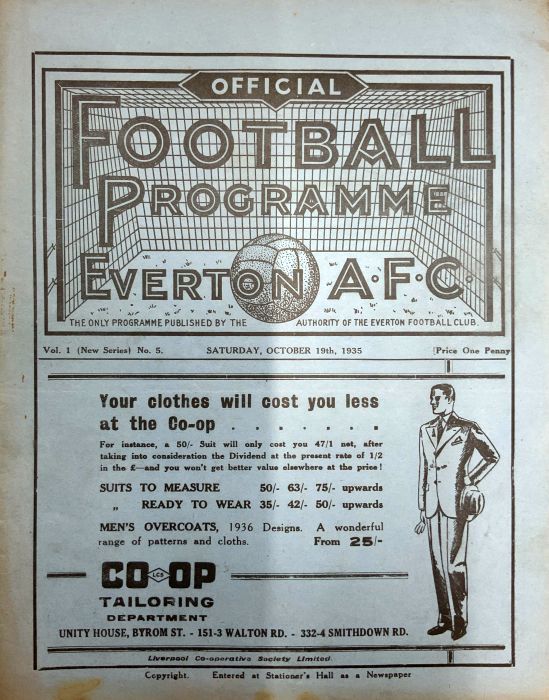 OFFICIAL
FOOTBALL
PROGRAMME
EVERTON A.F.C.
THE ONLY PROGRAMME PUBLISHED BY THE AUTHORITY OF THE EVERTON FOOTBALL CLUB.
Vol. 1 (New Series) No. 5. SATURDAY, OCTOBER 19th, 1935 [Price One Penny
Your clothes will cost you less
at the Co-op . . . . . . .
For instance, a 50/- Suit will only cost you 47/1 net, after
taking into consideration the Dividend at the present rate of 1/2
in the £—and you won't get better value elsewhere at the price!
SUITS TO MEASURE 50/- 63/- 75/- upwards
„ READY TO WEAR 35/- 42/- 50/- upwards
MEN'S OVERCOATS, 1936 Designs. A wonderful
range of patterns and cloths. From 25/-
CO LCS OP
TAILORING
DEPARTMENT
UNITY HOUSE, BYROM ST. - 151-3 WALTON RD. - 332-4 SMITHDOWN RD.
Liverpool Co-operative Society Limited.
Copyright. Entered at Stationer's Hall as a Newspaper